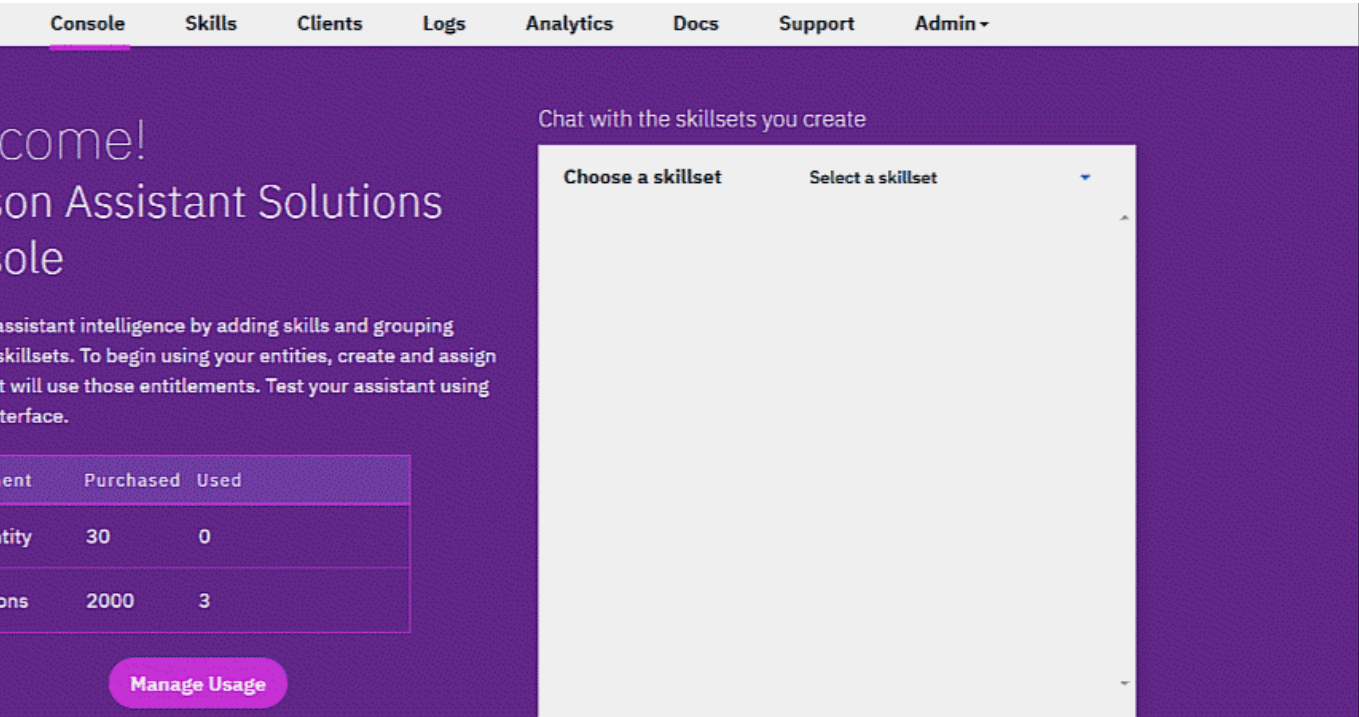 Console Skills Clients Logs Analytics Docs Support Admin
come!
son Assistant Solutions
sole
assistant intelligence by adding skills and grouping
skillsets. To begin using your entities, create and assign
t will use those entitlements. Test your assistant using
terface.
ent Purchased Used
tity 30 0
ons 2000 3
Manage Usage
Chat with the skillsets you create
Choose a skillset Select a skillset